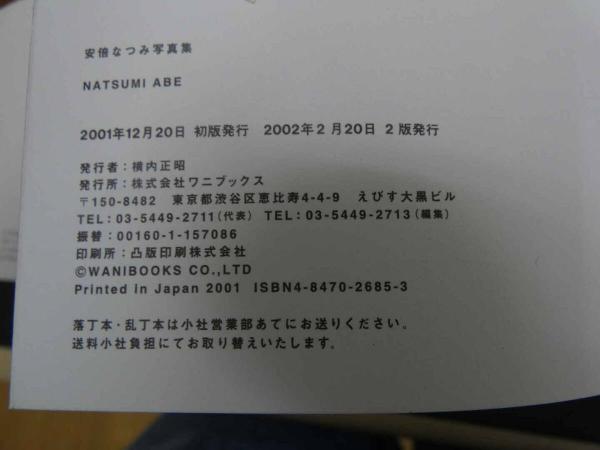 安倍なつみ写真集
NATSUMI ABE
2001年12月20日 初版発行 2002年2月20日 2版発行
発行者：横内正昭
発行所：株式会社ワニブックス
〒150-8482 東京都渋谷区恵比寿4-4-9 えびす大黒ビル
TEL：03-5449-2711（代表） TEL：03-5449-2713（編集）
振替：00160-1-157086
印刷所：凸版印刷株式会社
©WANIBOOKS CO.,LTD
Printed in Japan 2001 ISBN4-8470-2685-3
落丁本・乱丁本は小社営業部あてにお送りください。
送料小社負担にてお取り替えいたします。